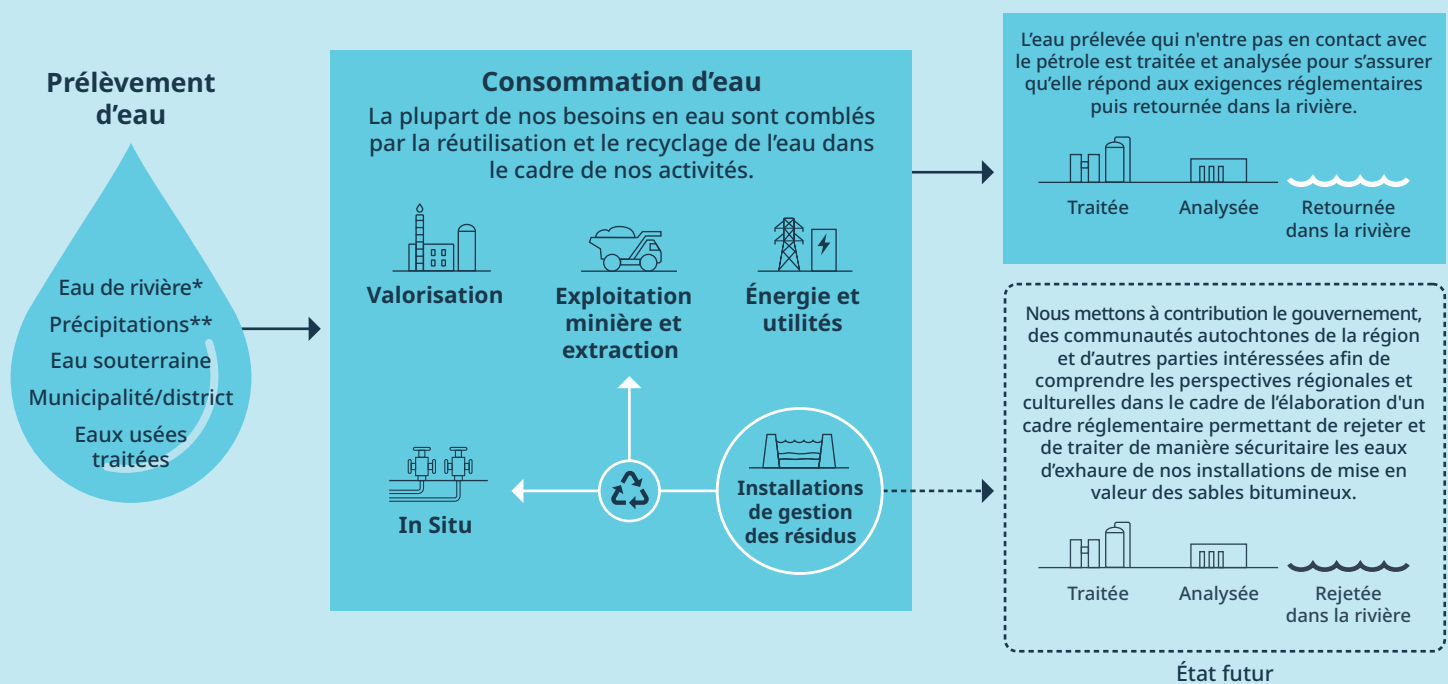 Prélèvement
d’eau
Eau de rivière*
Précipitations**
Eau souterraine
Municipalité/district
Eaux usées
traitées
Consommation d’eau
La plupart de nos besoins en eau sont comblés
par la réutilisation et le recyclage de l’eau dans
le cadre de nos activités.
Valorisation
Exploitation
minière et
extraction
Énergie et
utilités
In Situ
Installations
de gestion
des résidus
L’eau prélevée qui n'entre pas en contact avec
le pétrole est traitée et analysée pour s’assurer
qu’elle répond aux exigences réglementaires
puis retournée dans la rivière.
Traitée
Analysée
Retournée
dans la rivière
Nous mettons à contribution le gouvernement,
des communautés autochtones de la région
et d’autres parties intéressées afin de
comprendre les perspectives régionales et
culturelles dans le cadre de l’élaboration d'un
cadre réglementaire permettant de rejeter et
de traiter de manière sécuritaire les eaux
d’exhaure de nos installations de mise en
valeur des sables bitumineux.
Traitée
Analysée
Rejetée
dans la rivière
État futur